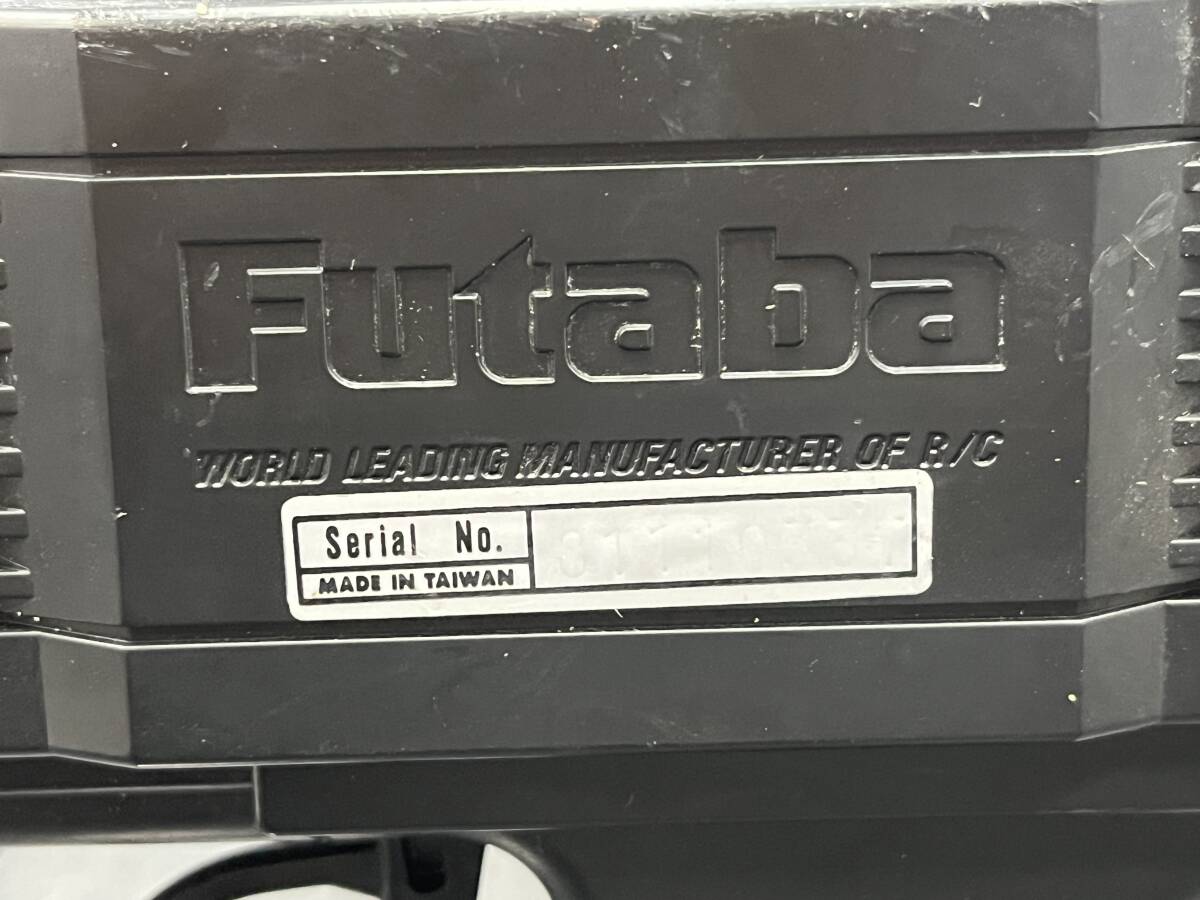 Futaba
WORLD LEADING MANUFACTURER OF R/C
Serial No.
MADE IN TAIWAN